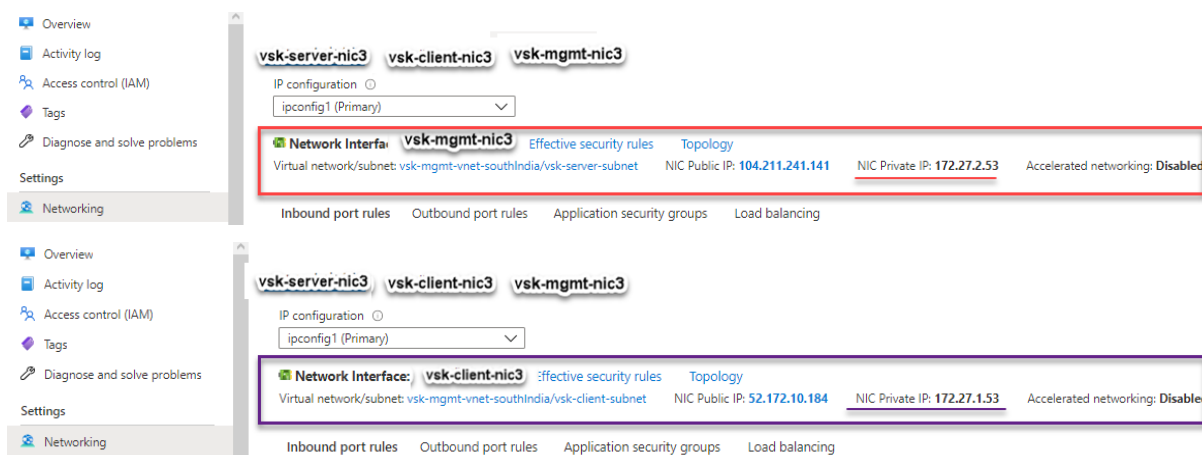 Overview
Activity log
Access control (IAM)
Tags
Diagnose and solve problems
Settings
Networking
vsk-server-nic3 vsk-client-nic3 vsk-mgmt-nic3
IP configuration
ipconfig1 (Primary)
Network Interfa vsk-mgmt-nic3 Effective security rules Topology
Virtual network/subnet: vsk-mgmt-vnet-southIndia/vsk-server-subnet NIC Public IP: 104.211.241.141 NIC Private IP: 172.27.2.53 Accelerated networking: Disabled
Inbound port rules Outbound port rules Application security groups Load balancing
Overview
Activity log
Access control (IAM)
Tags
Diagnose and solve problems
Settings
Networking
vsk-server-nic3 vsk-client-nic3 vsk-mgmt-nic3
IP configuration
ipconfig1 (Primary)
Network Interface: vsk-client-nic3 Effective security rules Topology
Virtual network/subnet: vsk-mgmt-vnet-southIndia/vsk-client-subnet NIC Public IP: 52.172.10.184 NIC Private IP: 172.27.1.53 Accelerated networking: Disable
Inbound port rules Outbound port rules Application security groups Load balancing